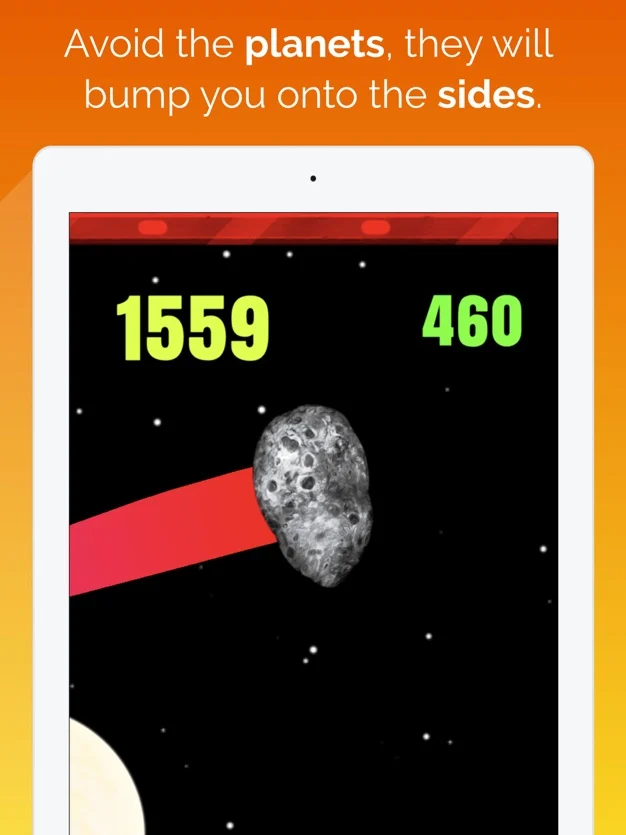 Avoid the planets, they will
bump you onto the sides.
1559 460